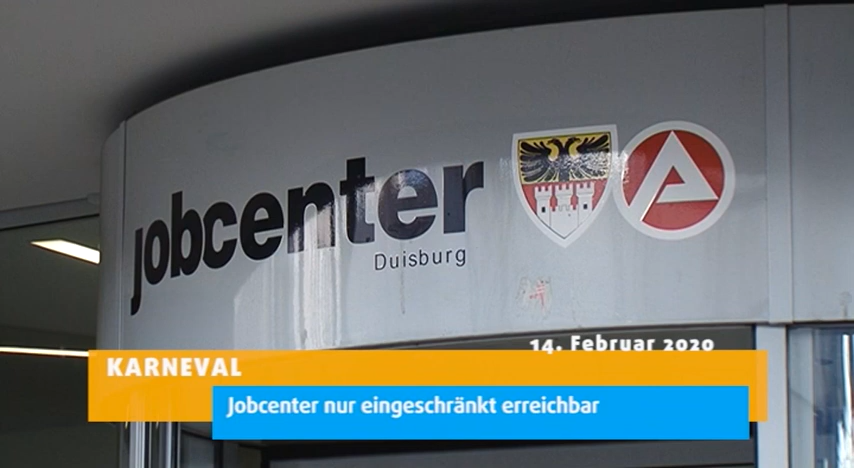 jobcenter
Duisburg
14. Februar 2020
KARNEVAL
Jobcenter nur eingeschränkt erreichbar